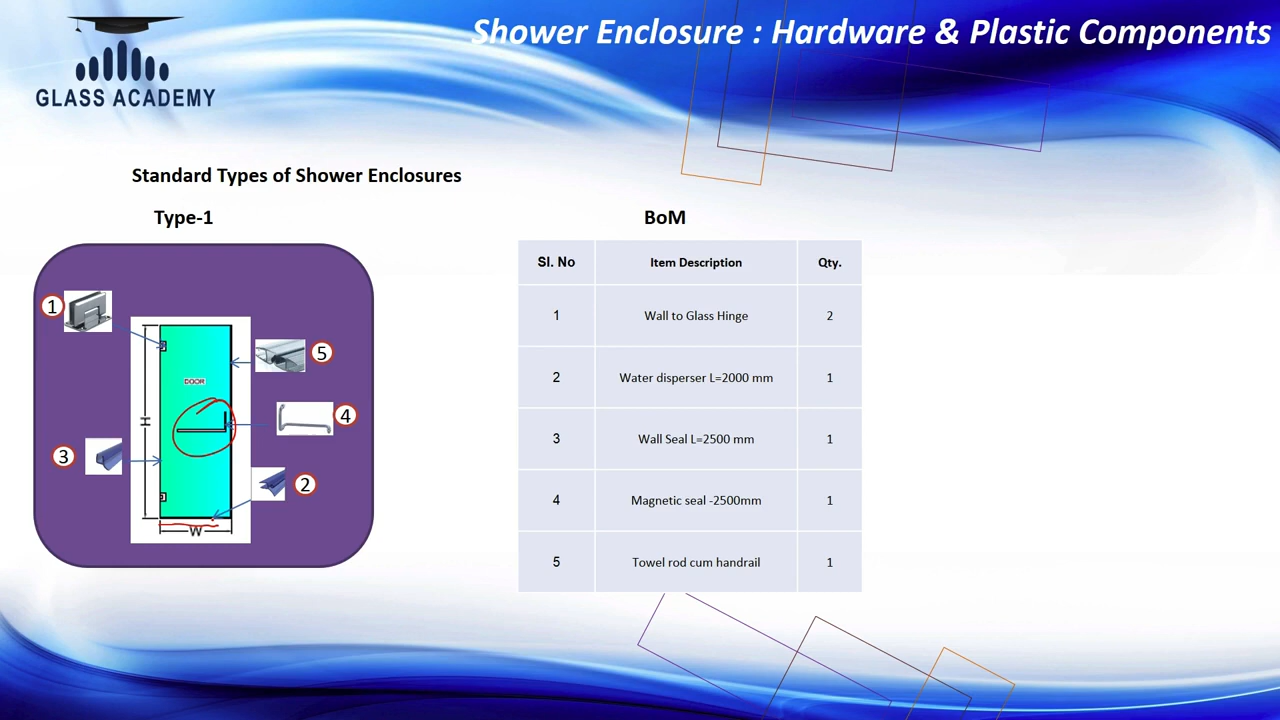 Shower Enclosure : Hardware & Plastic Components
GLASS ACADEMY
Standard Types of Shower Enclosures
Type-1
BoM
1
5
4
3
2
DOOR
H
W
Sl. No Item Description Qty.
1 Wall to Glass Hinge 2
2 Water disperser L=2000 mm 1
3 Wall Seal L=2500 mm 1
4 Magnetic seal -2500mm 1
5 Towel rod cum handrail 1